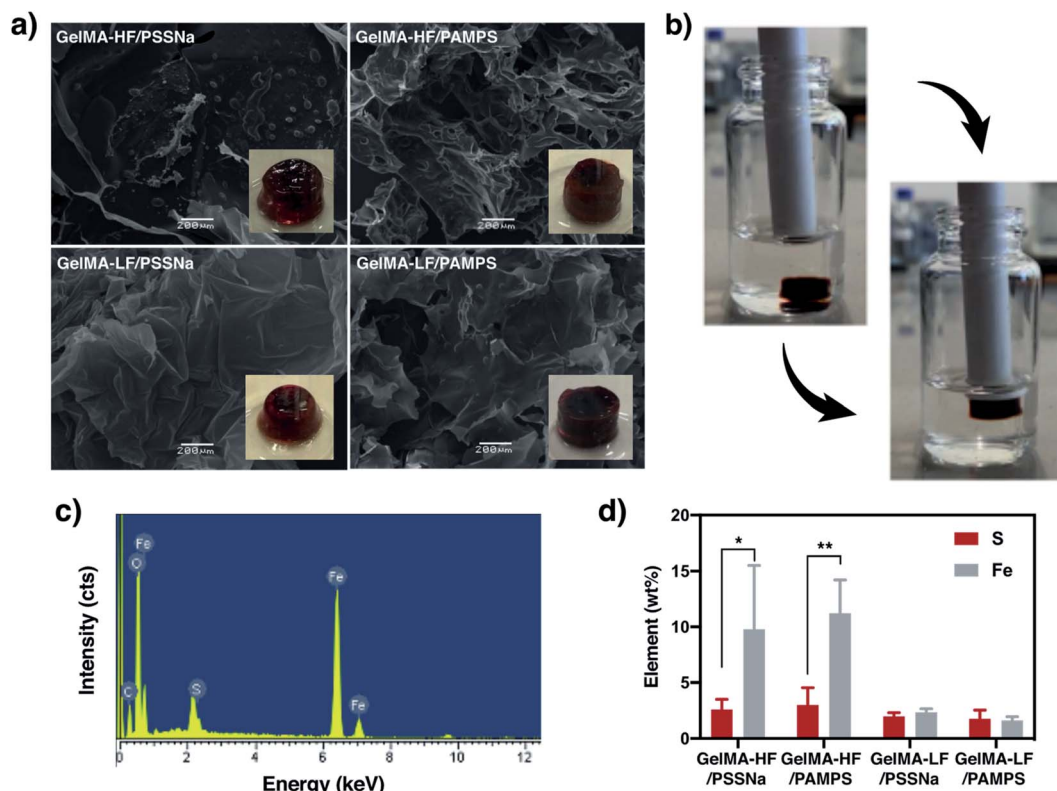 a)
GelMA-HF/PSSNa
GelMA-HF/PAMPS
200μm
200μm
GelMA-LF/PSSNa
GelMA-LF/PAMPS
200μm
200μm
b)
c)
Intensity (cts)
Fe
O
C
S
Fe
Fe
0 2 4 6 8 10 12
Energy (keV)
d)
Element (wt%)
20
15
10
5
0
* **
S
Fe
GelMA-HF GelMA-HF GelMA-LF GelMA-LF
/PSSNa /PAMPS /PSSNa /PAMPS